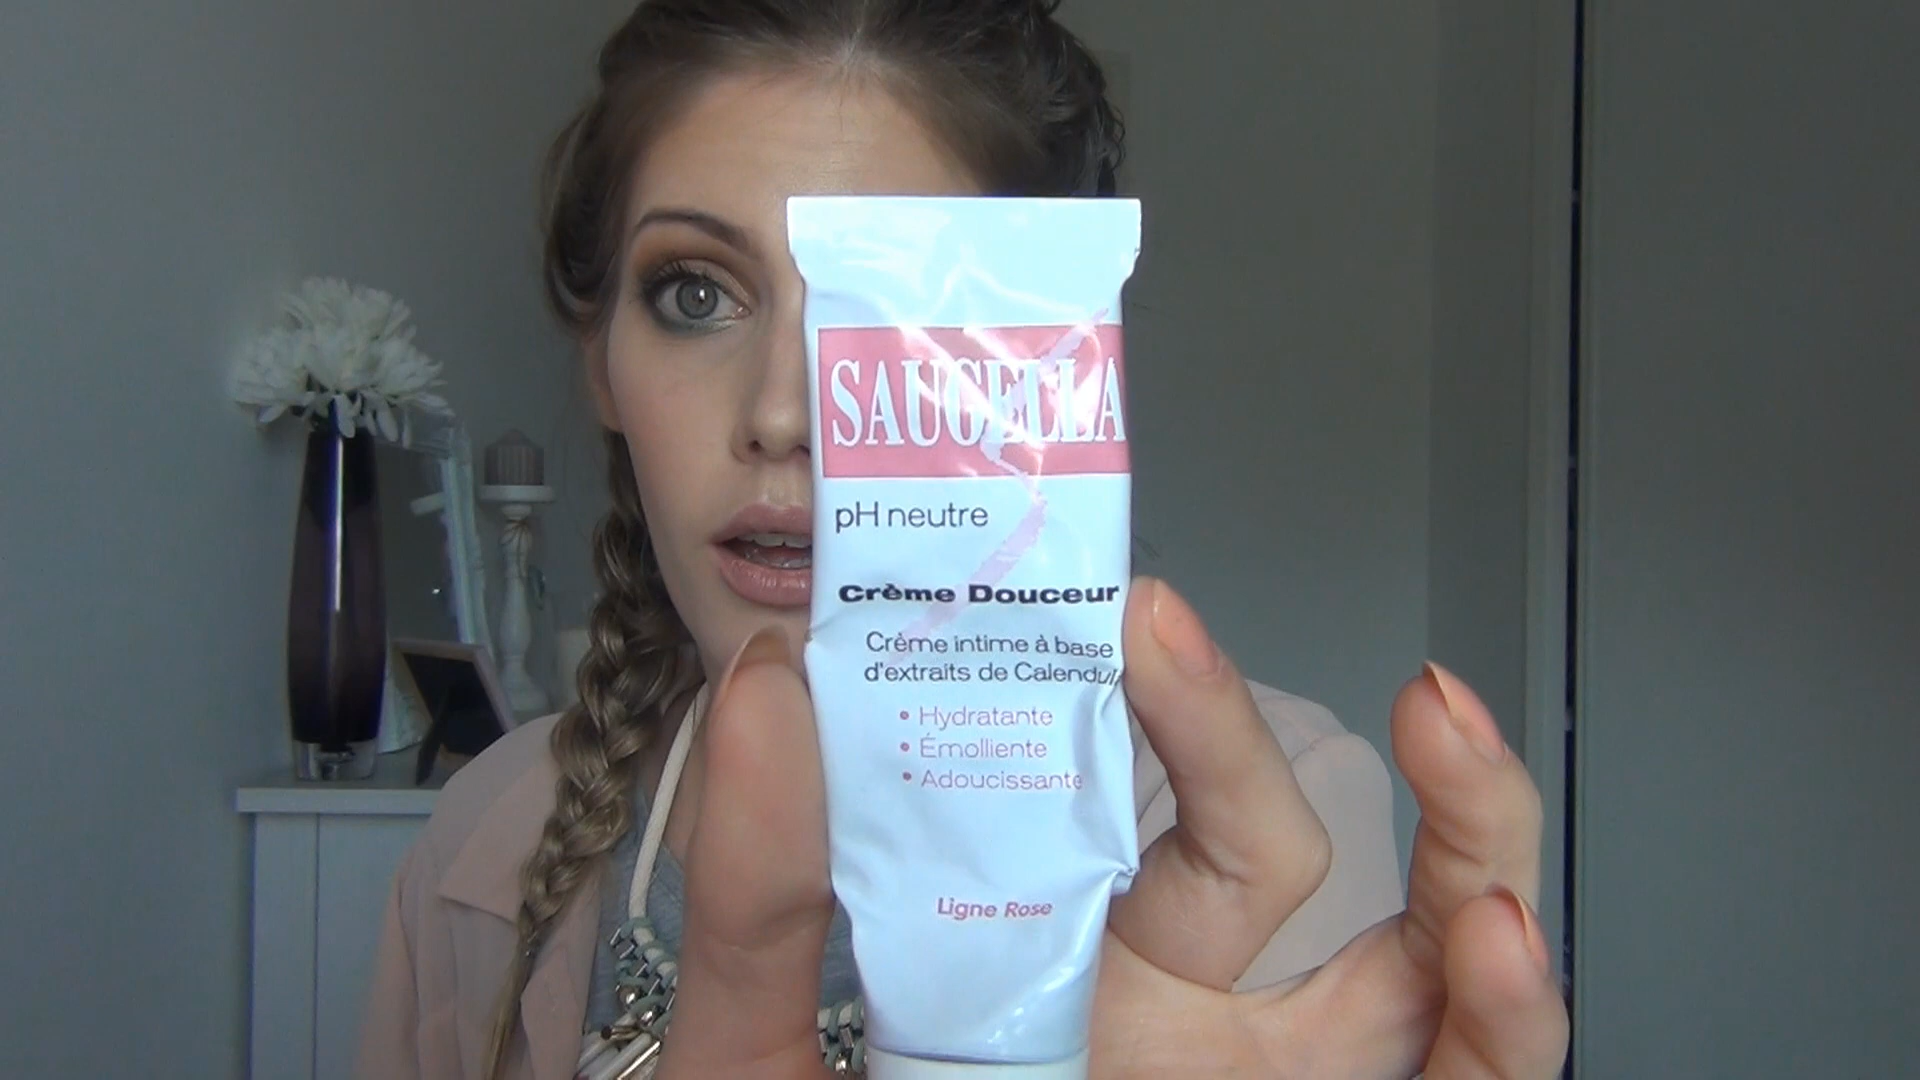 SAUGELLA
pH neutre
Crème Douceur
Crème intime à base
d'extraits de Calendul
• Hydratante
• Émolliente
• Adoucissante
Ligne Rose